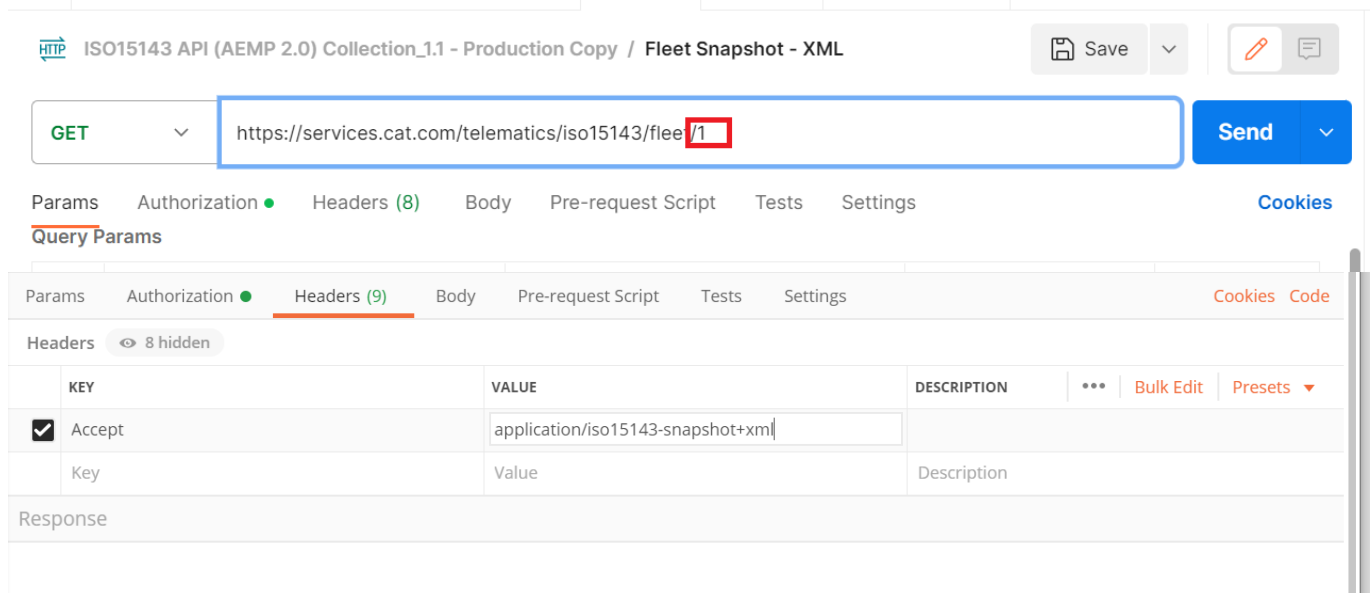 HTTP ISO15143 API (AEMP 2.0) Collection_1.1 - Production Copy / Fleet Snapshot - XML Save
GET https://services.cat.com/telematics/iso15143/fleet/1 Send
Params Authorization Headers (8) Body Pre-request Script Tests Settings Cookies
Query Params
Params Authorization Headers (9) Body Pre-request Script Tests Settings Cookies Code
Headers 8 hidden
KEY VALUE DESCRIPTION ••• Bulk Edit Presets
Accept application/iso15143-snapshot+xml
Key Value Description
Response